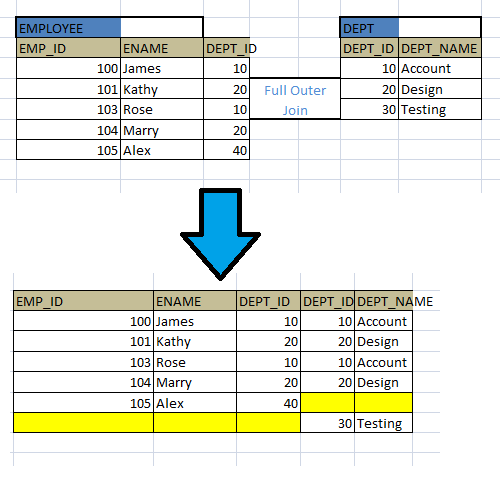 EMPLOYEE DEPT
EMP_ID ENAME DEPT_ID DEPT_ID DEPT_NAME
100 James 10 10 Account
101 Kathy 20 Full Outer 20 Design
103 Rose 10 Join 30 Testing
104 Marry 20
105 Alex 40
EMP_ID ENAME DEPT_ID DEPT_ID DEPT_NAME
100 James 10 10 Account
101 Kathy 20 20 Design
103 Rose 10 10 Account
104 Marry 20 20 Design
105 Alex 40
30 Testing